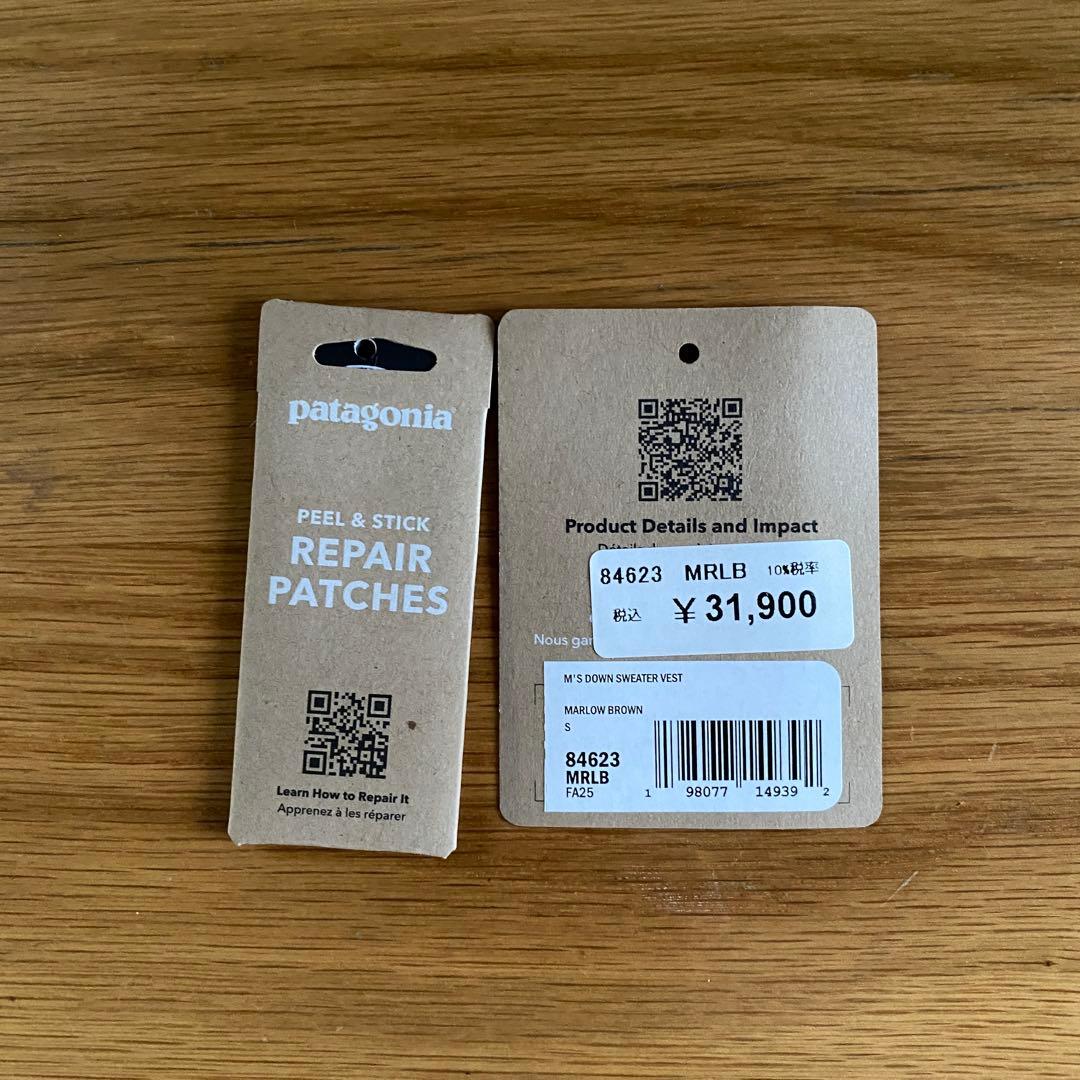 patagonia
PEEL & STICK
REPAIR
PATCHES
Learn How to Repair It
Apprenez à les réparer
Product Details and Impact
84623 MRLB 10%税率
税込 ¥31,900
Nous
M'S DOWN SWEATER VEST
MARLOW BROWN
S
84623
MRLB
FA25
1 98077 14939 2